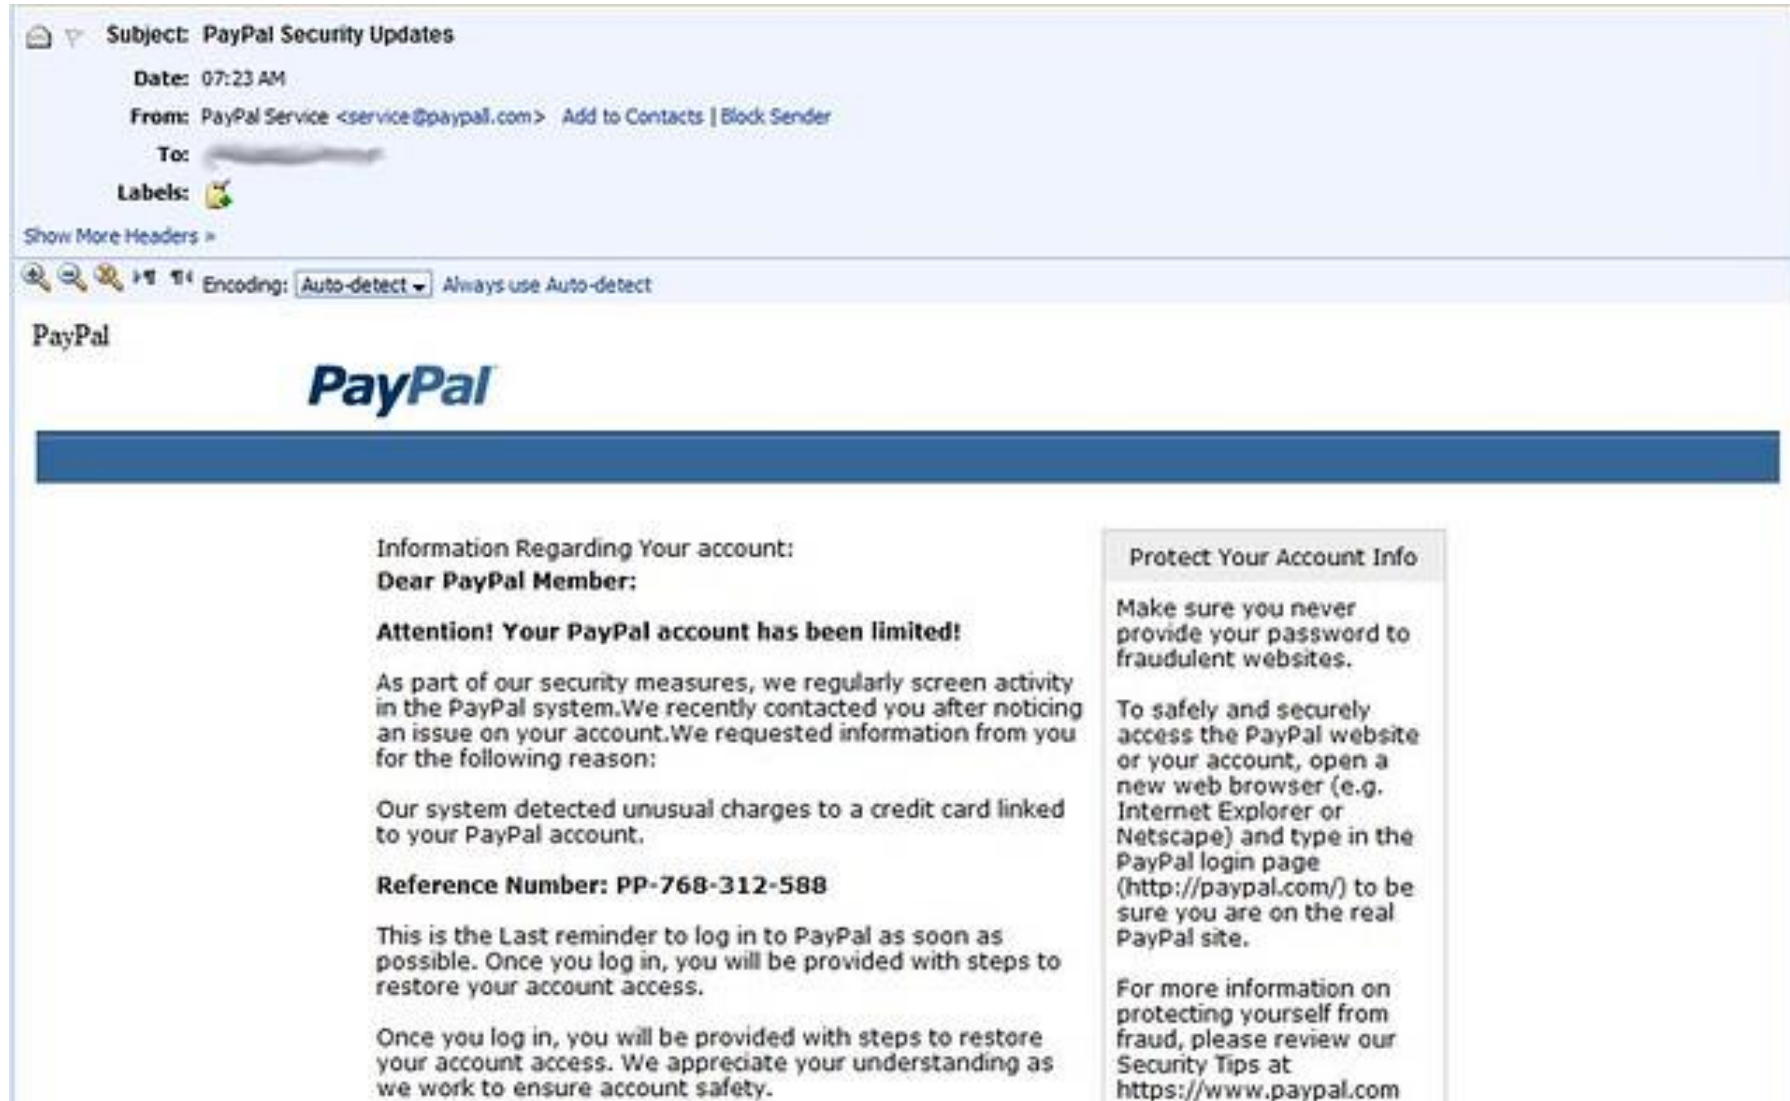 Subject: PayPal Security Updates
Date: 07:23 AM
From: PayPal Service <service@paypall.com> Add to Contacts | Block Sender
To:
Labels:
Show More Headers »
Encoding: Auto-detect Always use Auto-detect
PayPal
PayPal
Information Regarding Your account:
Dear PayPal Member:
Attention! Your PayPal account has been limited!
As part of our security measures, we regularly screen activity
in the PayPal system.We recently contacted you after noticing
an issue on your account.We requested information from you
for the following reason:
Our system detected unusual charges to a credit card linked
to your PayPal account.
Reference Number: PP-768-312-588
This is the Last reminder to log in to PayPal as soon as
possible. Once you log in, you will be provided with steps to
restore your account access.
Once you log in, you will be provided with steps to restore
your account access. We appreciate your understanding as
we work to ensure account safety.
Protect Your Account Info
Make sure you never
provide your password to
fraudulent websites.
To safely and securely
access the PayPal website
or your account, open a
new web browser (e.g.
Internet Explorer or
Netscape) and type in the
PayPal login page
(http://paypal.com/) to be
sure you are on the real
PayPal site.
For more information on
protecting yourself from
fraud, please review our
Security Tips at
https://www.paypal.com